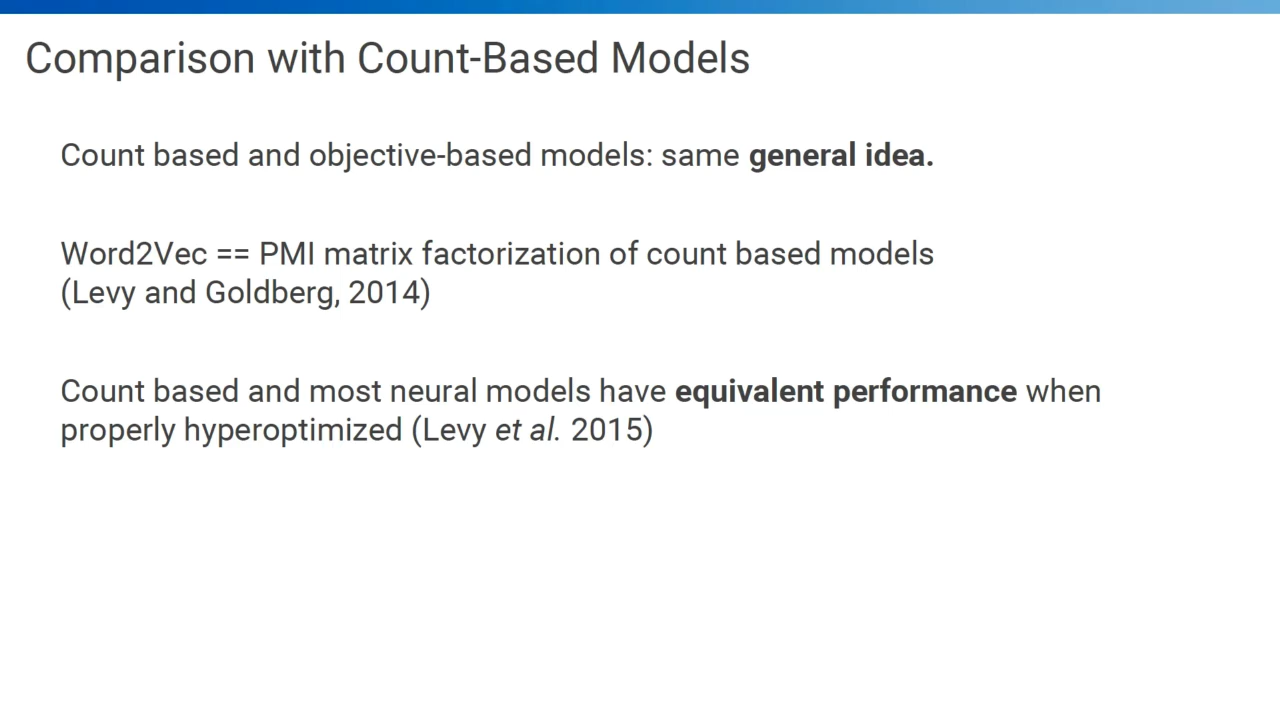 Comparison with Count-Based Models
Count based and objective-based models: same general idea.
Word2Vec == PMI matrix factorization of count based models
(Levy and Goldberg, 2014)
Count based and most neural models have equivalent performance when
properly hyperoptimized (Levy et al. 2015)